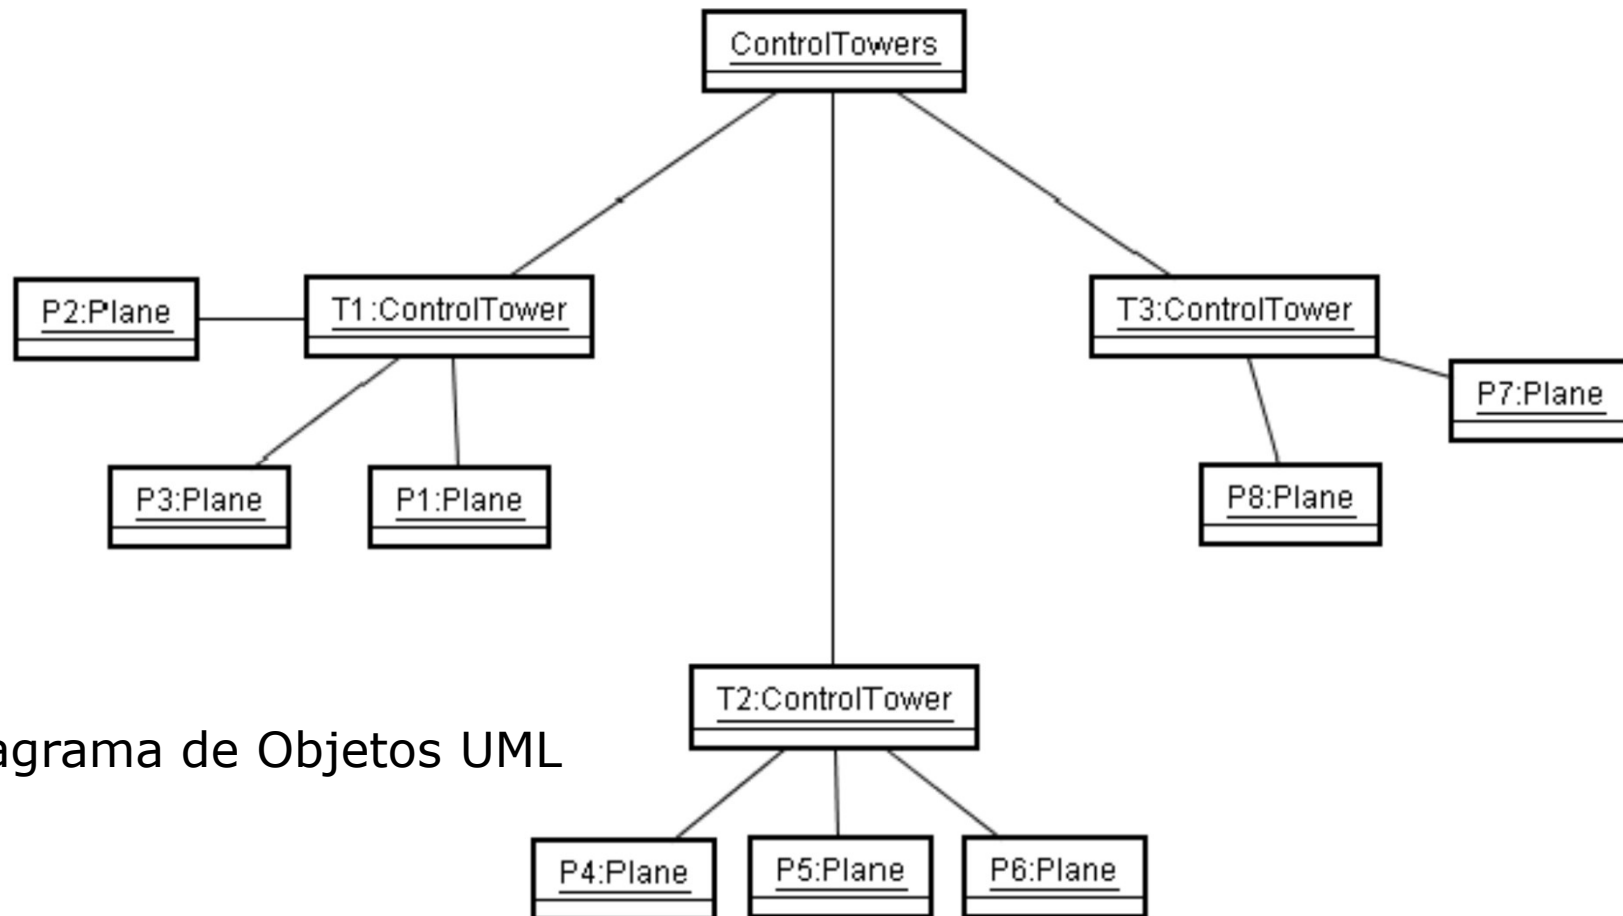 ControlTowers
P2:Plane
T1:ControlTower
T3:ControlTower
P7:Plane
P3:Plane
P1:Plane
P8:Plane
T2:ControlTower
agrama de Objetos UML
P4:Plane
P5:Plane
P6:Plane